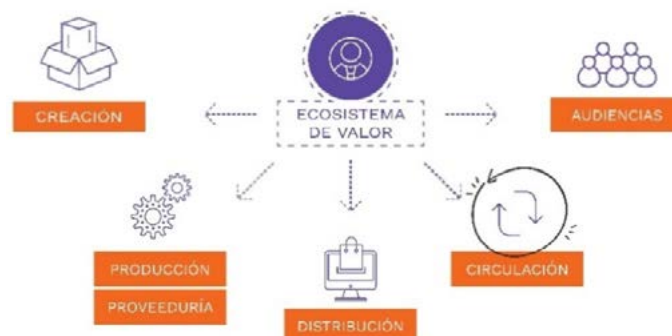 CREACIÓN
ECOSISTEMA
DE VALOR
AUDIENCIAS
PRODUCCIÓN
PROVEEDURÍA
DISTRIBUCIÓN
CIRCULACIÓN